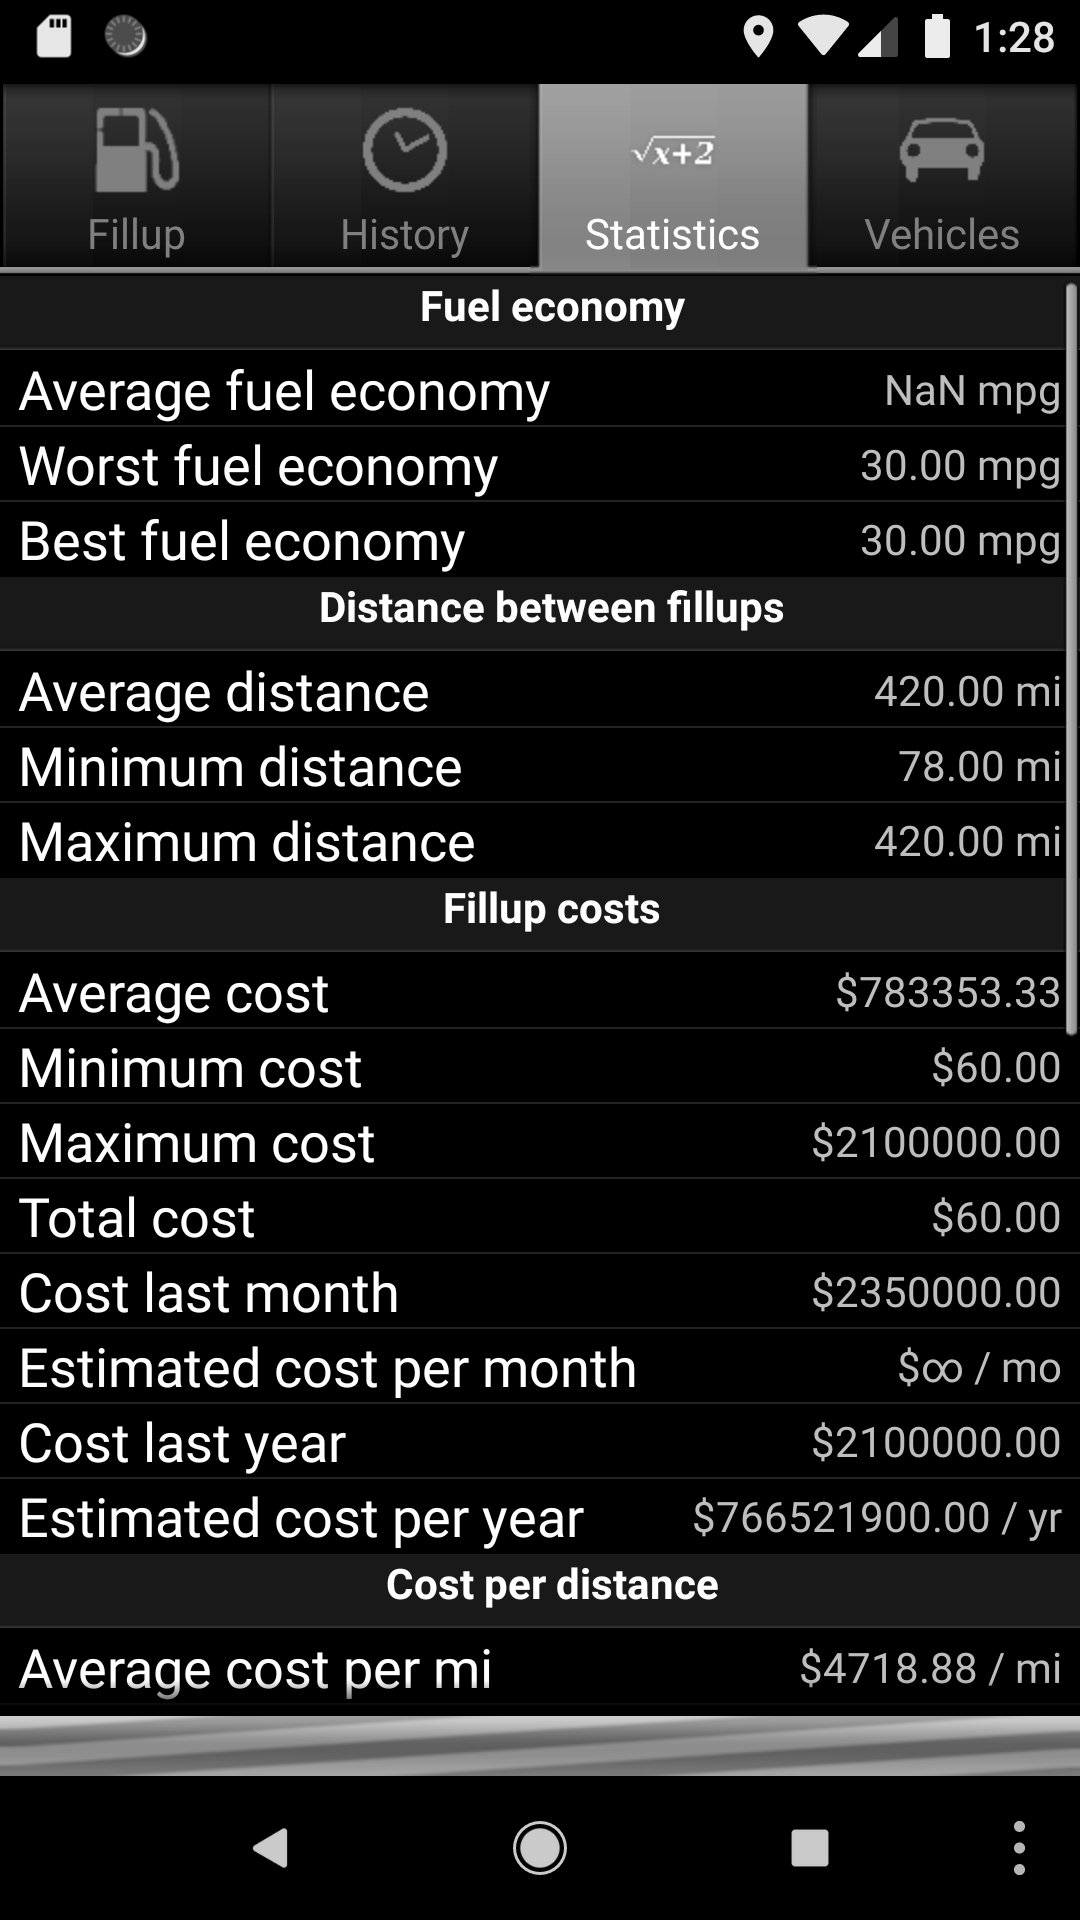 1:28
Fillup
History
√x+2
Statistics
Vehicles
Fuel economy
Average fuel economy NaN mpg
Worst fuel economy 30.00 mpg
Best fuel economy 30.00 mpg
Distance between fillups
Average distance 420.00 mi
Minimum distance 78.00 mi
Maximum distance 420.00 mi
Fillup costs
Average cost $783353.33
Minimum cost $60.00
Maximum cost $2100000.00
Total cost $60.00
Cost last month $2350000.00
Estimated cost per month $∞ / mo
Cost last year $2100000.00
Estimated cost per year $766521900.00 / yr
Cost per distance
Average cost per mi $4718.88 / mi